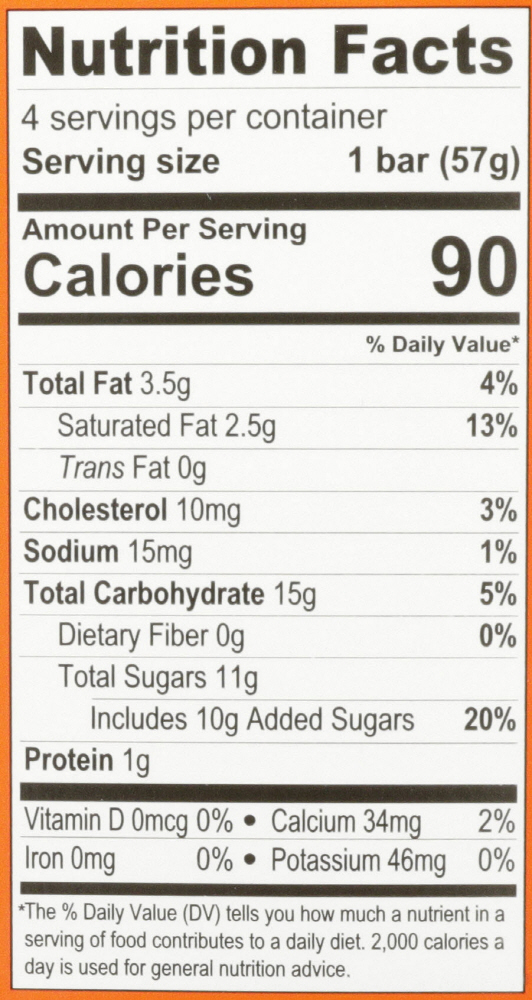 Nutrition Facts
4 servings per container
Serving size 1 bar (57g)
Amount Per Serving
Calories 90
% Daily Value*
Total Fat 3.5g 4%
Saturated Fat 2.5g 13%
Trans Fat 0g
Cholesterol 10mg 3%
Sodium 15mg 1%
Total Carbohydrate 15g 5%
Dietary Fiber 0g 0%
Total Sugars 11g
Includes 10g Added Sugars 20%
Protein 1g
Vitamin D 0mcg 0% • Calcium 34mg 2%
Iron 0mg 0% • Potassium 46mg 0%
*The % Daily Value (DV) tells you how much a nutrient in a
serving of food contributes to a daily diet. 2,000 calories a
day is used for general nutrition advice.